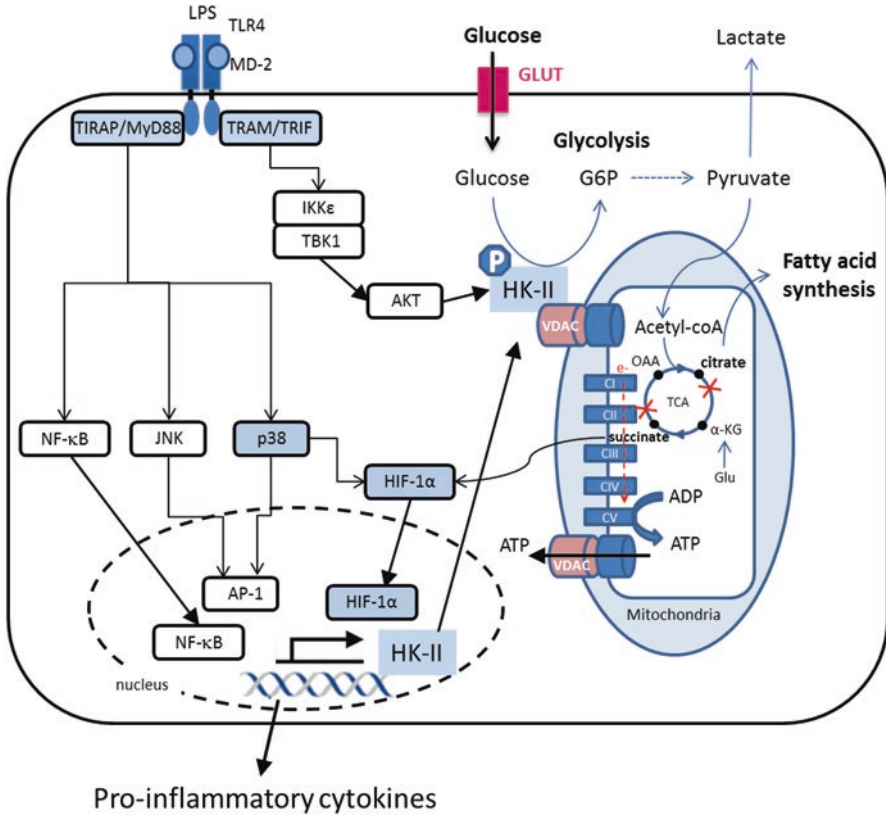 LPS
TLR4
MD-2
Glucose
GLUT
Lactate
TIRAP/MyD88
TRAM/TRIF
Glycolysis
Glucose
G6P
Pyruvate
IKKε
TBK1
AKT
P
HK-II
VDAC
Fatty acid
synthesis
Acetyl-coA
OAA
citrate
e-
CI
TCA
CII
α-KG
succinate
CIII
Glu
CIV
CV
ADP
ATP
NF-κB
JNK
p38
HIF-1α
ATP
VDAC
Mitochondria
AP-1
HIF-1α
NF-κB
HK-II
nucleus
Pro-inflammatory cytokines